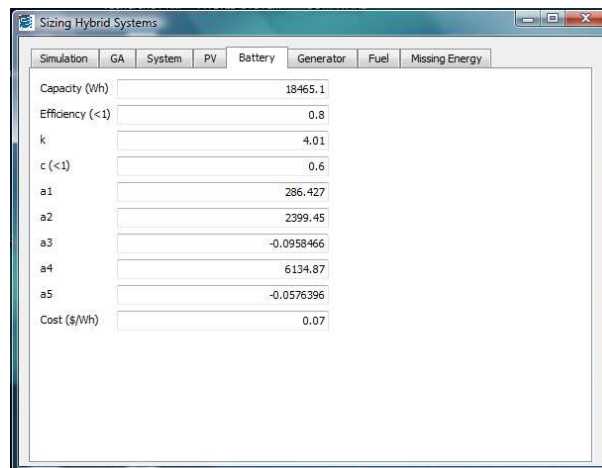 Sizing Hybrid Systems
Simulation GA System PV Battery Generator Fuel Missing Energy
Capacity (Wh) 18465.1
Efficiency (<1) 0.8
k 4.01
c (<1) 0.6
a1 286.427
a2 2399.45
a3 -0.0958466
a4 6134.87
a5 -0.0576396
Cost ($/Wh) 0.07